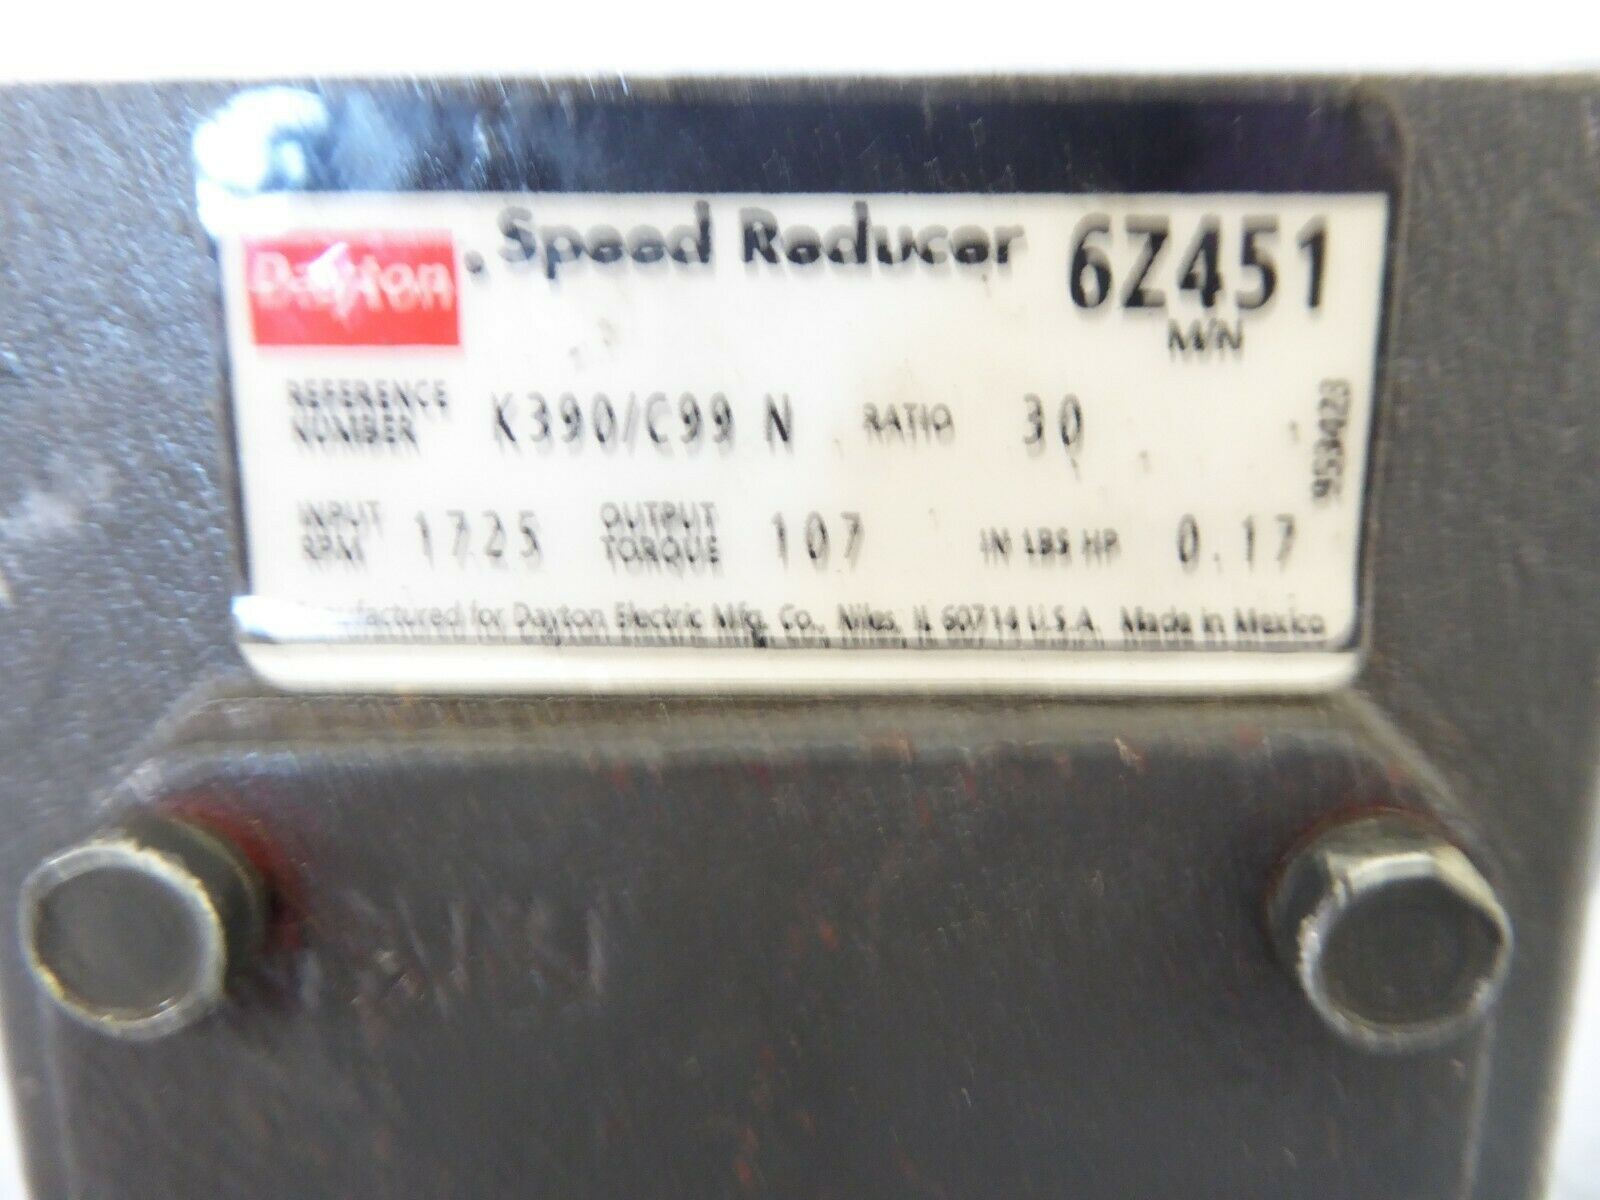 Dayton Speed Reducer 6Z451
M/N
REFERENCE NUMBER K390/C99 N RATIO 30
953423
INPUT RPM 1725 OUTPUT TORQUE 107 IN LBS HP 0.17
Manufactured for Dayton Electric Mfg. Co., Niles, IL 60714 U.S.A. Made in Mexico